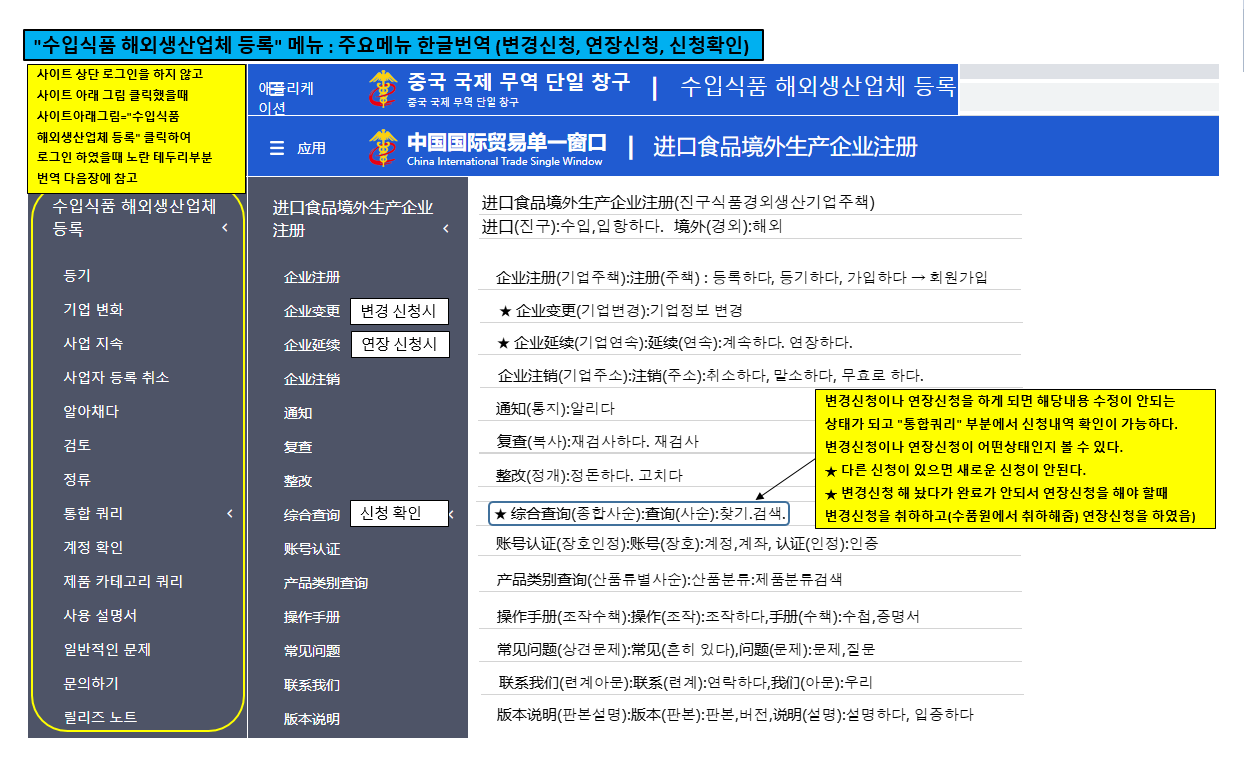 "수입식품 해외생산업체 등록" 메뉴 : 주요메뉴 한글번역 (변경신청, 연장신청, 신청확인)
사이트 상단 로그인을 하지 않고
사이트 아래 그림 클릭했을때
사이트아래그림="수입식품
해외생산업체 등록" 클릭하여
로그인 하였을때 노란 테두리부분
번역 다음장에 참고
애플리케
이션
중국 국제 무역 단일 창구 | 수입식품 해외생산업체 등록
중국 국제 무역 단일 창구
应用
中国国际贸易单一窗口 | 进口食品境外生产企业注册
China International Trade Single Window
수입식품 해외생산업체
등록
등기
기업 변화
사업 지속
사업자 등록 취소
알아채다
검토
정류
통합 쿼리
계정 확인
제품 카테고리 쿼리
사용 설명서
일반적인 문제
문의하기
릴리즈 노트
进口食品境外生产企业
注册
企业注册
企业变更 변경 신청시
企业延续 연장 신청시
企业注销
通知
复查
整改
综合查询 신청 확인
账号认证
产品类别查询
操作手册
常见问题
联系我们
版本说明
进口食品境外生产企业注册(진구식품경외생산기업주책)
进口(진구):수입,입항하다. 境外(경외):해외
企业注册(기업주책):注册(주책) : 등록하다, 등기하다, 가입하다 → 회원가입
★ 企业变更(기업변경):기업정보 변경
★ 企业延续(기업연속):延续(연속):계속하다. 연장하다.
企业注销(기업주소):注销(주소):취소하다, 말소하다, 무효로 하다.
通知(통지):알리다
复查(복사):재검사하다. 재검사
整改(정개):정돈하다. 고치다
★ 综合查询(종합사순):查询(사순):찾기.검색.
账号认证(장호인정):账号(장호):계정,계좌, 认证(인정):인증
产品类别查询(산품류별사순):산품분류:제품분류검색
操作手册(조작수책):操作(조작):조작하다,手册(수책):수첩,증명서
常见问题(상견문제):常见(흔히 있다),问题(문제):문제,질문
联系我们(련계아문):联系(련계):연락하다,我们(아문):우리
版本说明(판본설명):版本(판본):판본,버전,说明(설명):설명하다, 입증하다
변경신청이나 연장신청을 하게 되면 해당내용 수정이 안되는
상태가 되고 "통합쿼리" 부분에서 신청내역 확인이 가능하다.
변경신청이나 연장신청이 어떤상태인지 볼 수 있다.
★ 다른 신청이 있으면 새로운 신청이 안된다.
★ 변경신청 해 놨다가 완료가 안되서 연장신청을 해야 할때
변경신청을 취하하고(수품원에서 취하해줌) 연장신청을 하였음)